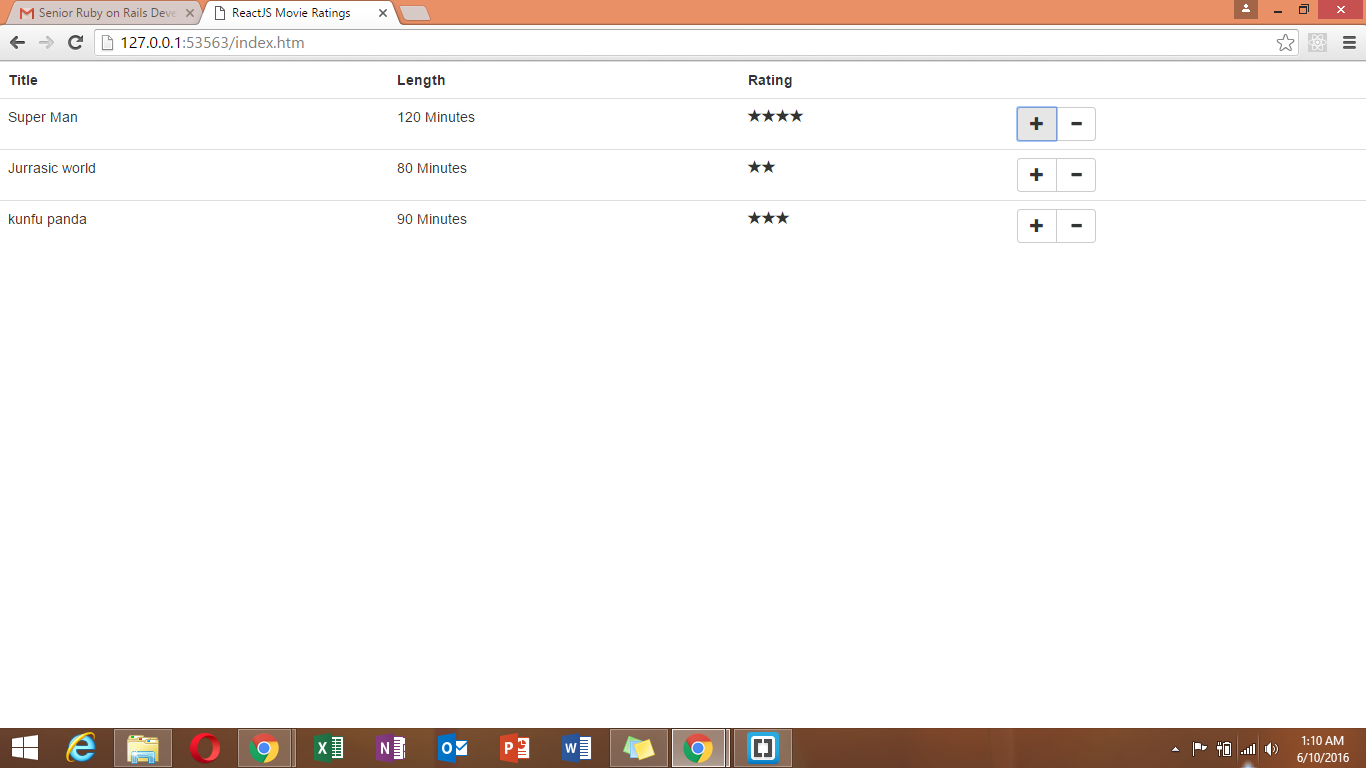 Senior Ruby on Rails Deve
ReactJS Movie Ratings
127.0.0.1:53563/index.htm
Title Length Rating
Super Man 120 Minutes ★★★★ + -
Jurrasic world 80 Minutes ★★ + -
kunfu panda 90 Minutes ★★★ + -
1:10 AM
6/10/2016